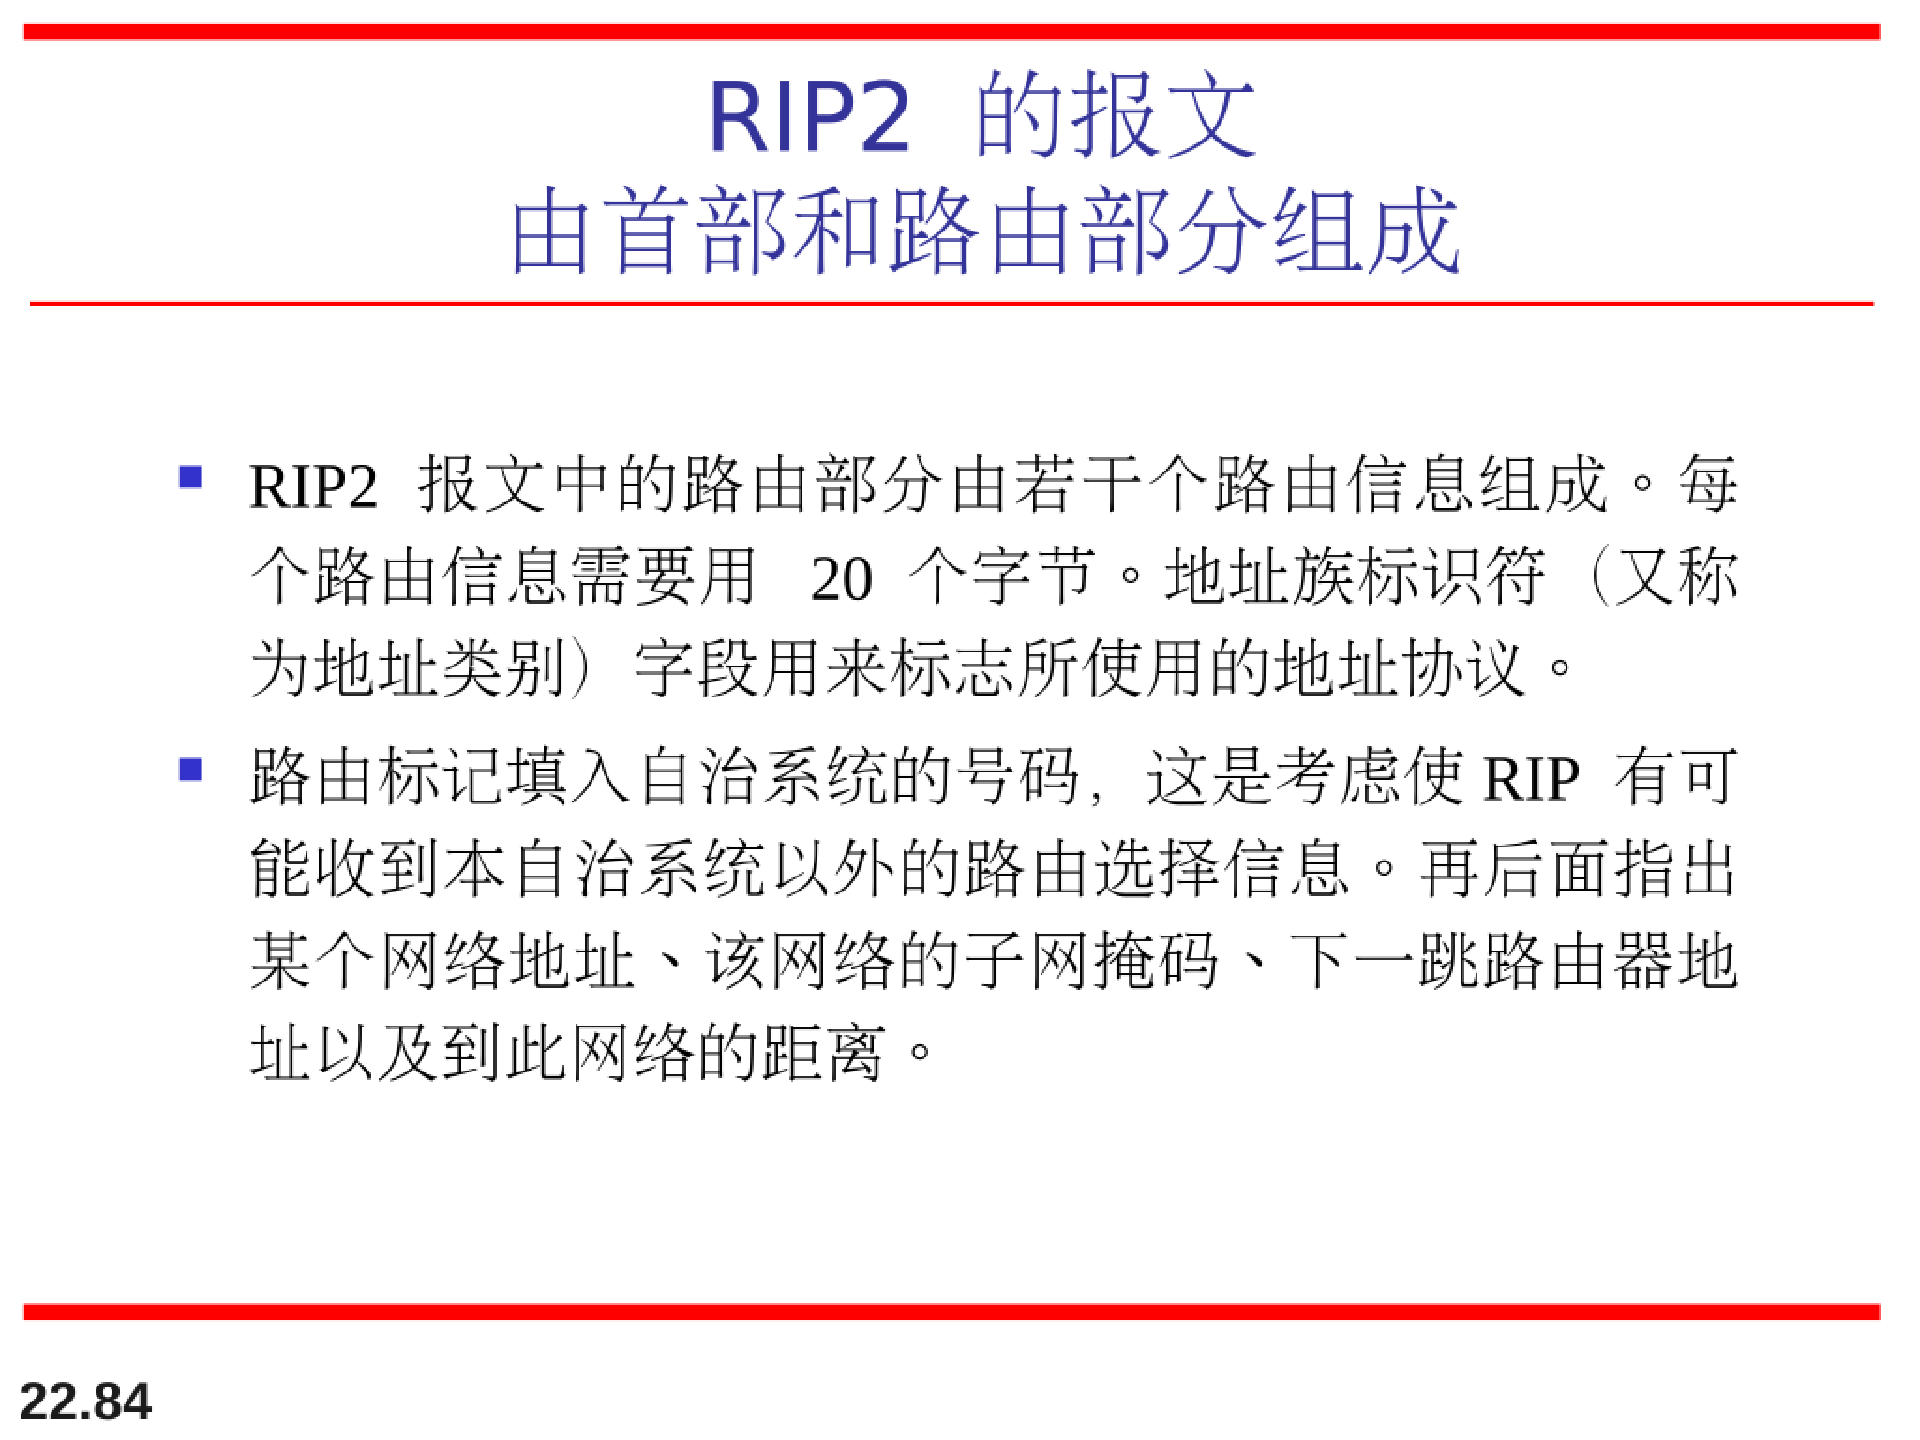 RIP2 的报文
由首部和路由部分组成
RIP2 报文中的路由部分由若干个路由信息组成。每
个路由信息需要用 20 个字节。地址族标识符（又称
为地址类别）字段用来标志所使用的地址协议。
路由标记填入自治系统的号码，这是考虑使 RIP 有可
能收到本自治系统以外的路由选择信息。再后面指出
某个网络地址、该网络的子网掩码、下一跳路由器地
址以及到此网络的距离。
22.84